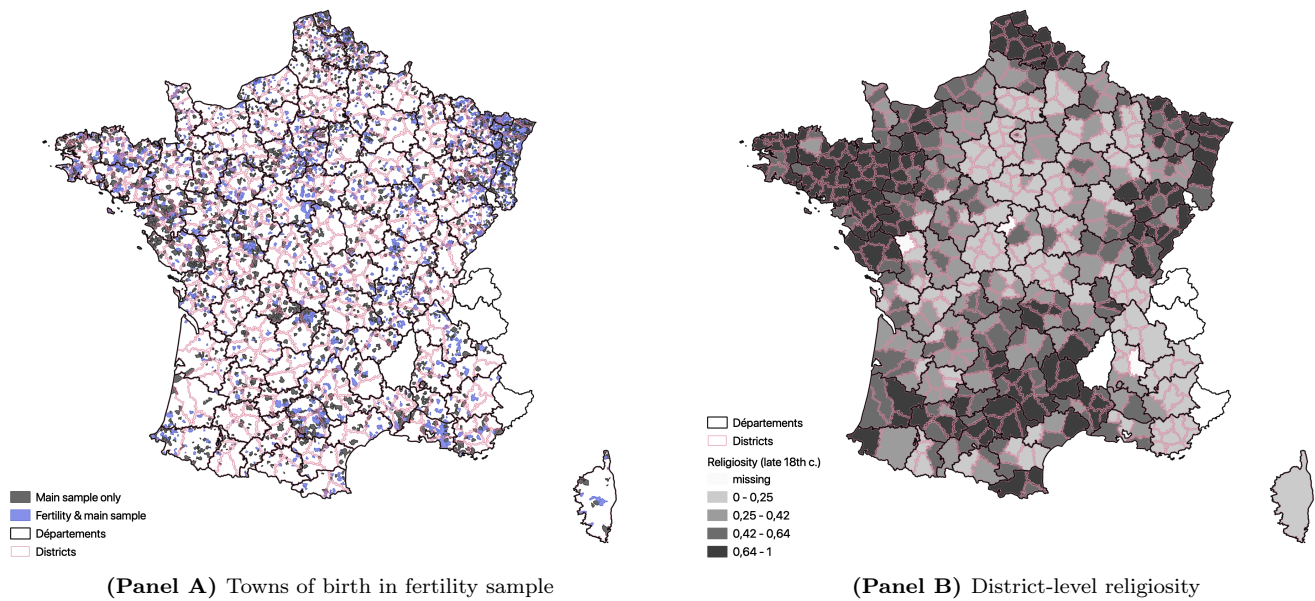 Main sample only
Fertility & main sample
Départements
Districts
(Panel A) Towns of birth in fertility sample
Départements
Districts
Religiosity (late 18th c.)
missing
0 - 0,25
0,25 - 0,42
0,42 - 0,64
0,64 - 1
(Panel B) District-level religiosity